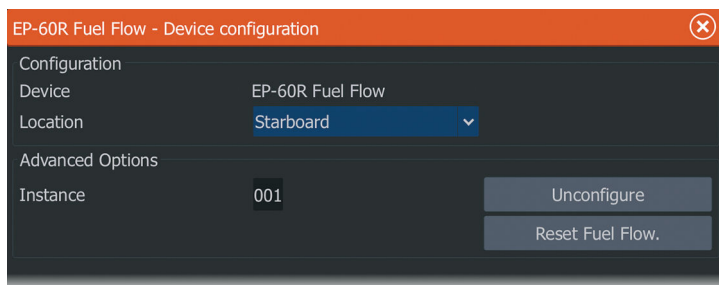 EP-60R Fuel Flow - Device configuration
Configuration
Device EP-60R Fuel Flow
Location Starboard
Advanced Options
Instance 001 Unconfigure
Reset Fuel Flow.